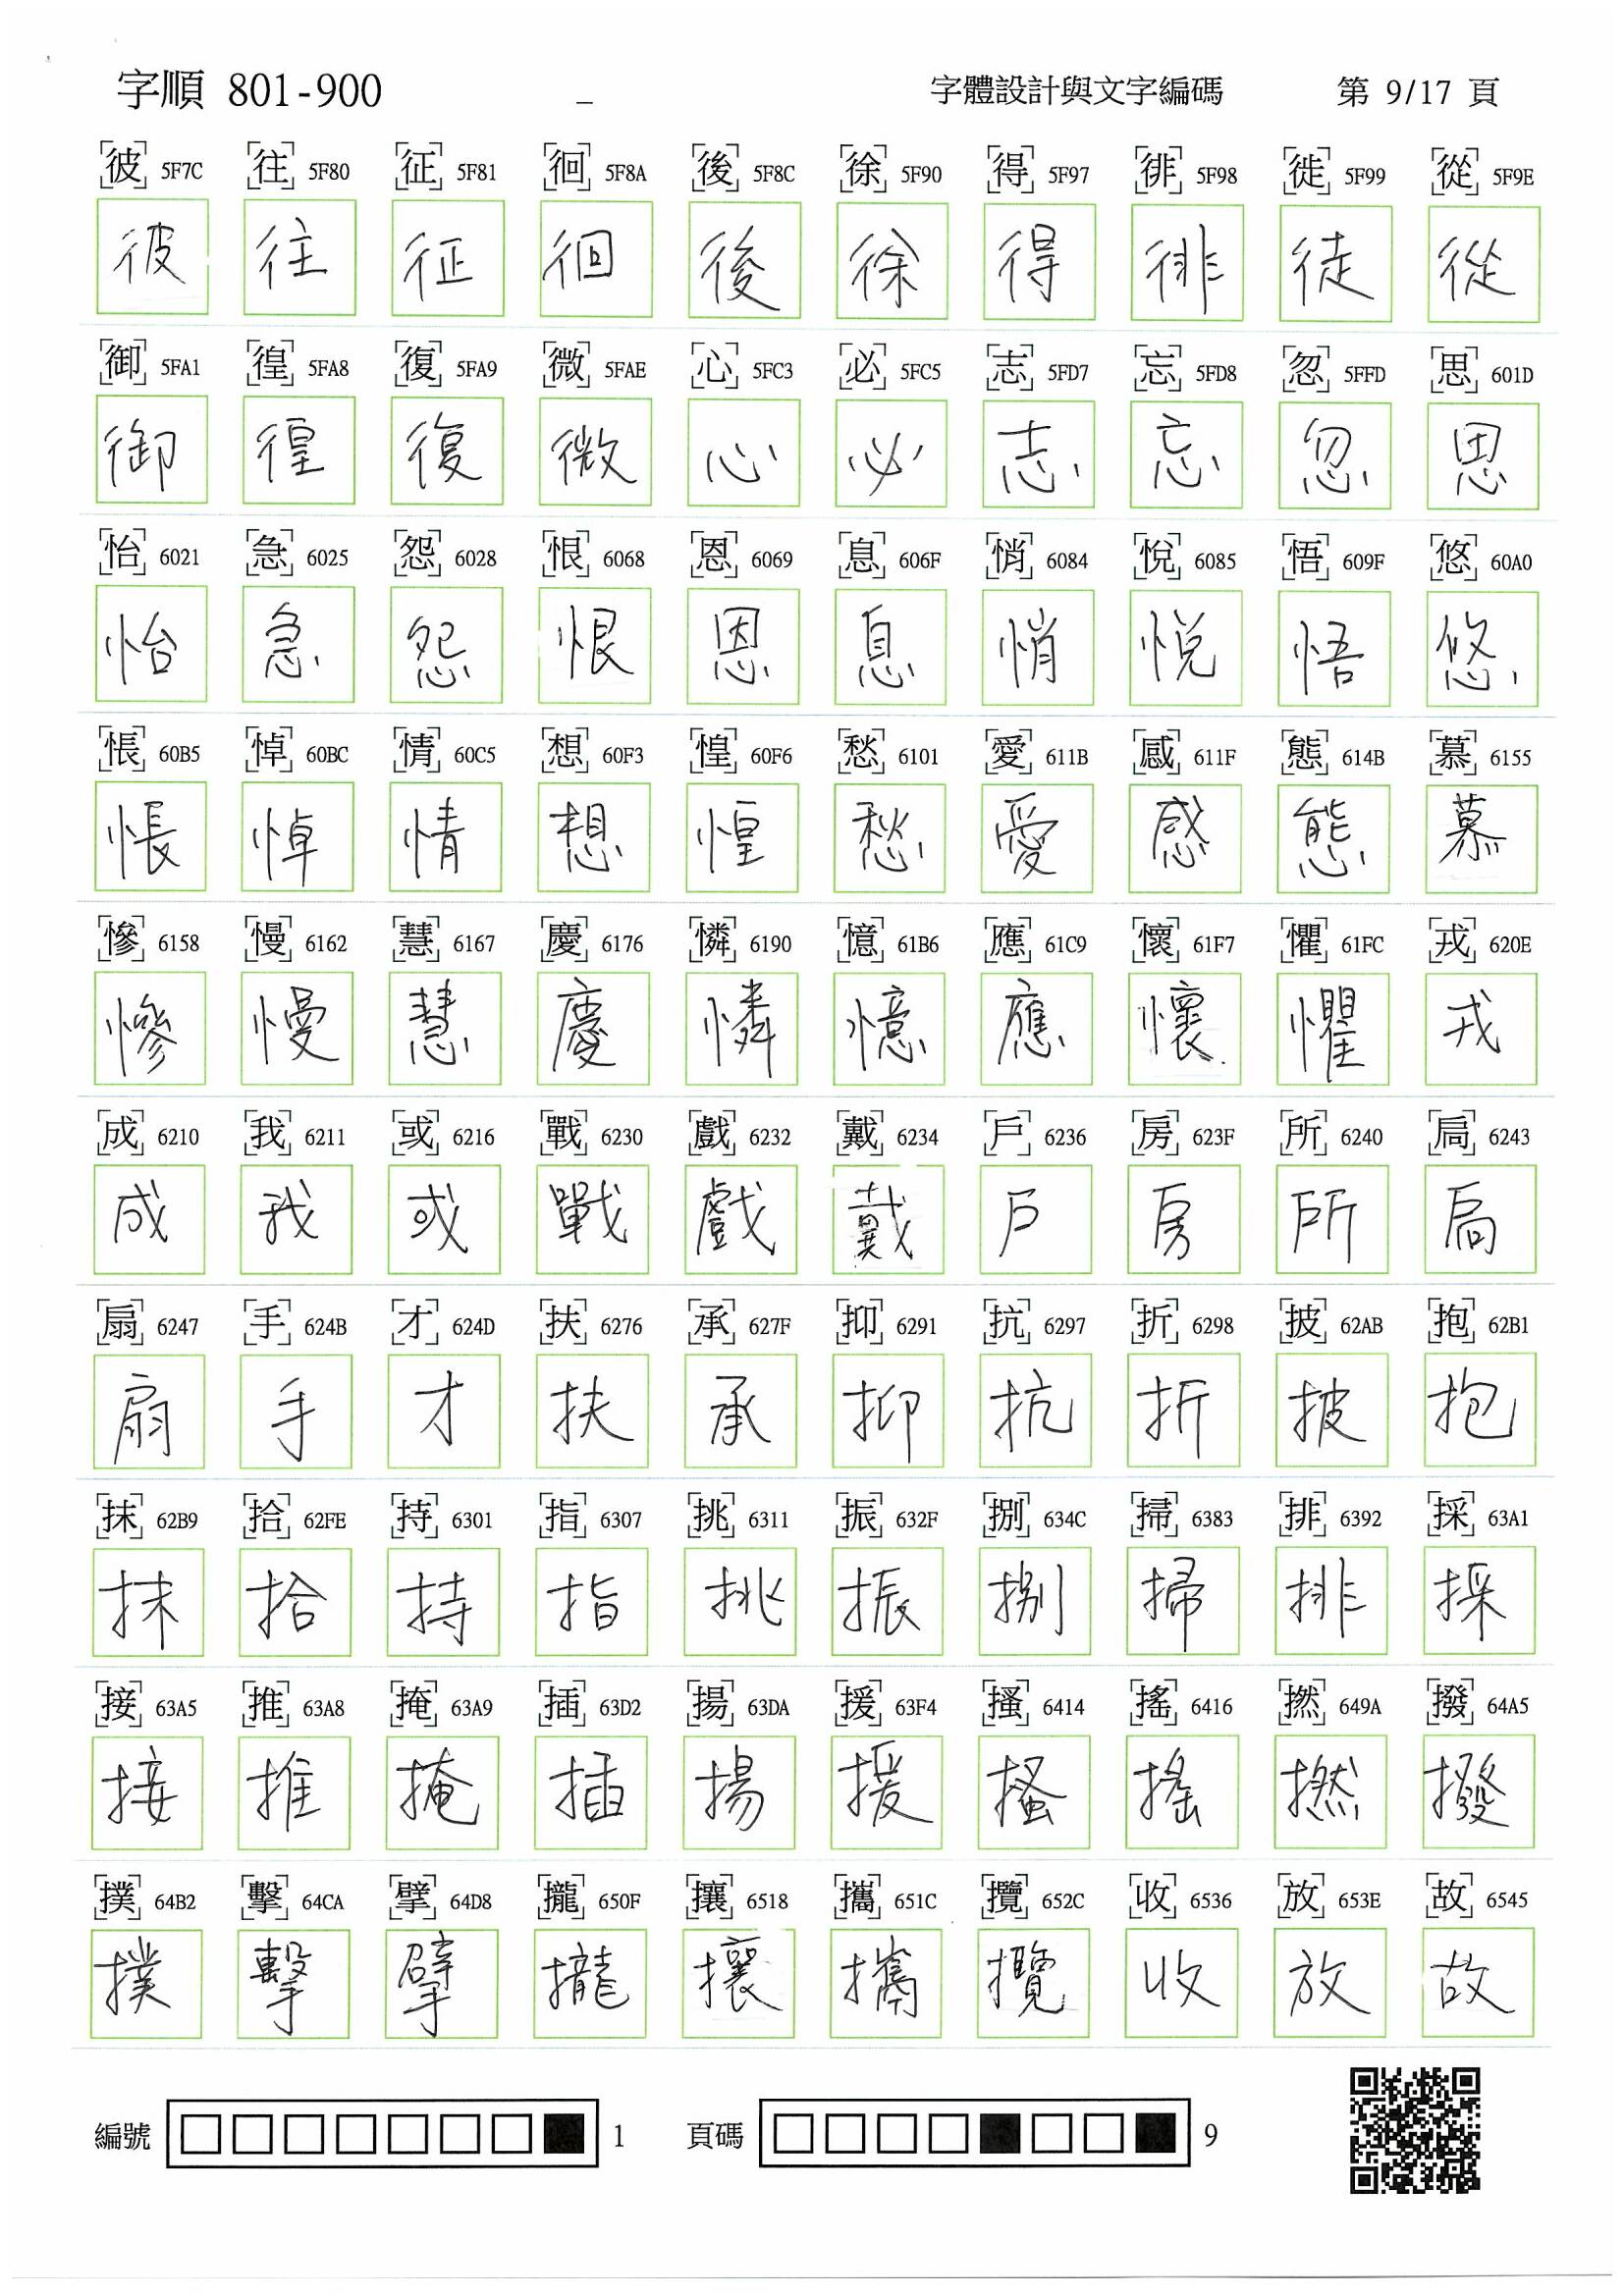 字順 801-900 _ 字體設計與文字編碼 第 9/17 頁
彼 5F7C 往 5F80 征 5F81 徊 5F8A 後 5F8C 徐 5F90 得 5F97 徘 5F98 徙 5F99 從 5F9E
彼 往 征 徊 後 徐 得 徘 徒 從
御 5FA1 徨 5FA8 復 5FA9 微 5FAE 心 5FC3 必 5FC5 志 5FD7 忘 5FD8 忽 5FFD 思 601D
御 徨 復 微 心 必 志 忘 忽 思
怡 6021 急 6025 怨 6028 恨 6068 恩 6069 息 606F 悄 6084 悅 6085 悟 609F 悠 60A0
怡 急 怨 恨 恩 息 悄 悅 悟 悠
悵 60B5 悼 60BC 情 60C5 想 60F3 惶 60F6 愁 6101 愛 611B 感 611F 態 614B 慕 6155
悵 悼 情 想 惶 愁 愛 感 態 慕
慘 6158 慢 6162 慧 6167 慶 6176 憐 6190 憶 61B6 應 61C9 懷 61F7 懼 61FC 戎 620E
慘 慢 慧 慶 憐 憶 應 懷 懼 戎
成 6210 我 6211 或 6216 戰 6230 戲 6232 戴 6234 戶 6236 房 623F 所 6240 扃 6243
成 我 或 戰 戲 戴 戶 房 所 扃
扇 6247 手 624B 才 624D 扶 6276 承 627F 抑 6291 抗 6297 折 6298 披 62AB 抱 62B1
扇 手 才 扶 承 抑 抗 折 披 抱
抹 62B9 拾 62FE 持 6301 指 6307 挑 6311 振 632F 捌 634C 掃 6383 排 6392 採 63A1
抹 拾 持 指 挑 振 捌 掃 排 採
接 63A5 推 63A8 掩 63A9 插 63D2 揚 63DA 援 63F4 搔 6414 搖 6416 撚 649A 撥 64A5
接 推 掩 插 揚 援 搔 搖 撚 撥
撲 64B2 擊 64CA 擘 64D8 攏 650F 攘 6518 攜 651C 攬 652C 收 6536 放 653E 故 6545
撲 擊 擘 攏 攘 攜 攬 收 放 故
編號 1 頁碼 9